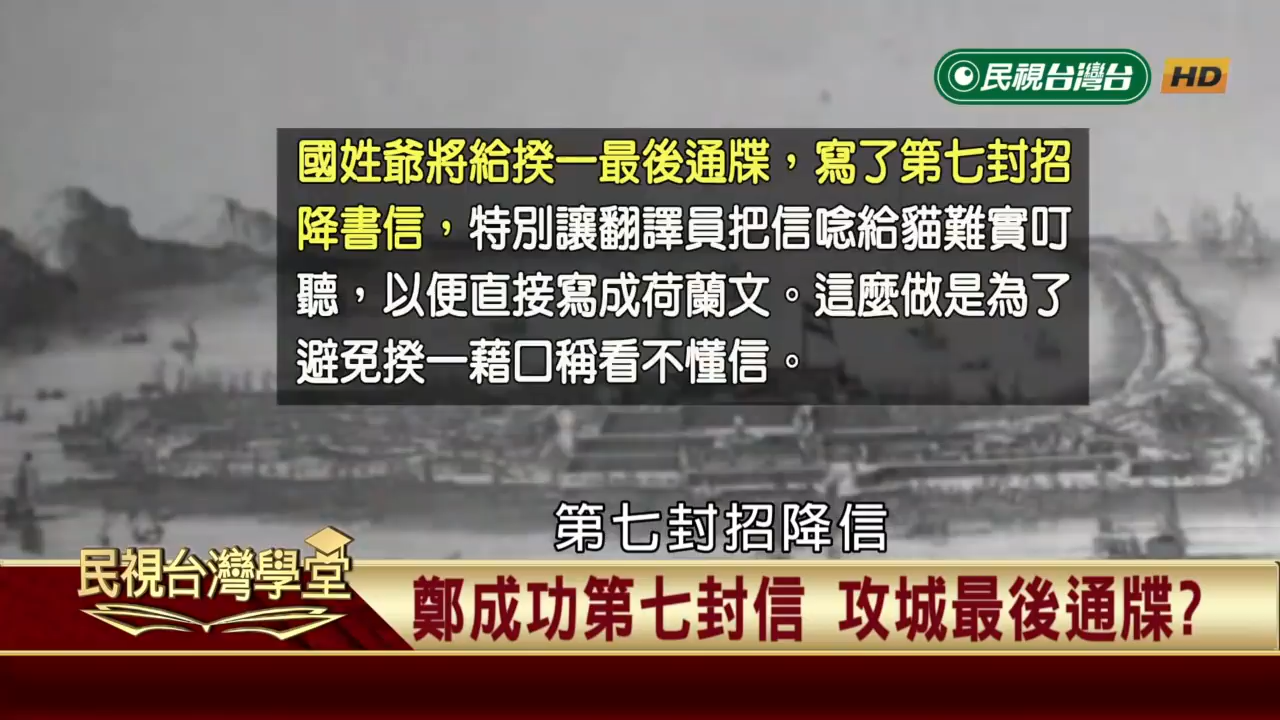 民視台灣台 HD
國姓爺將給揆一最後通牒，寫了第七封招
降書信，特別讓翻譯員把信唸給貓難實叮
聽，以便直接寫成荷蘭文。這麼做是為了
避免揆一藉口稱看不懂信。
第七封招降信
民視台灣學堂
鄭成功第七封信 攻城最後通牒?